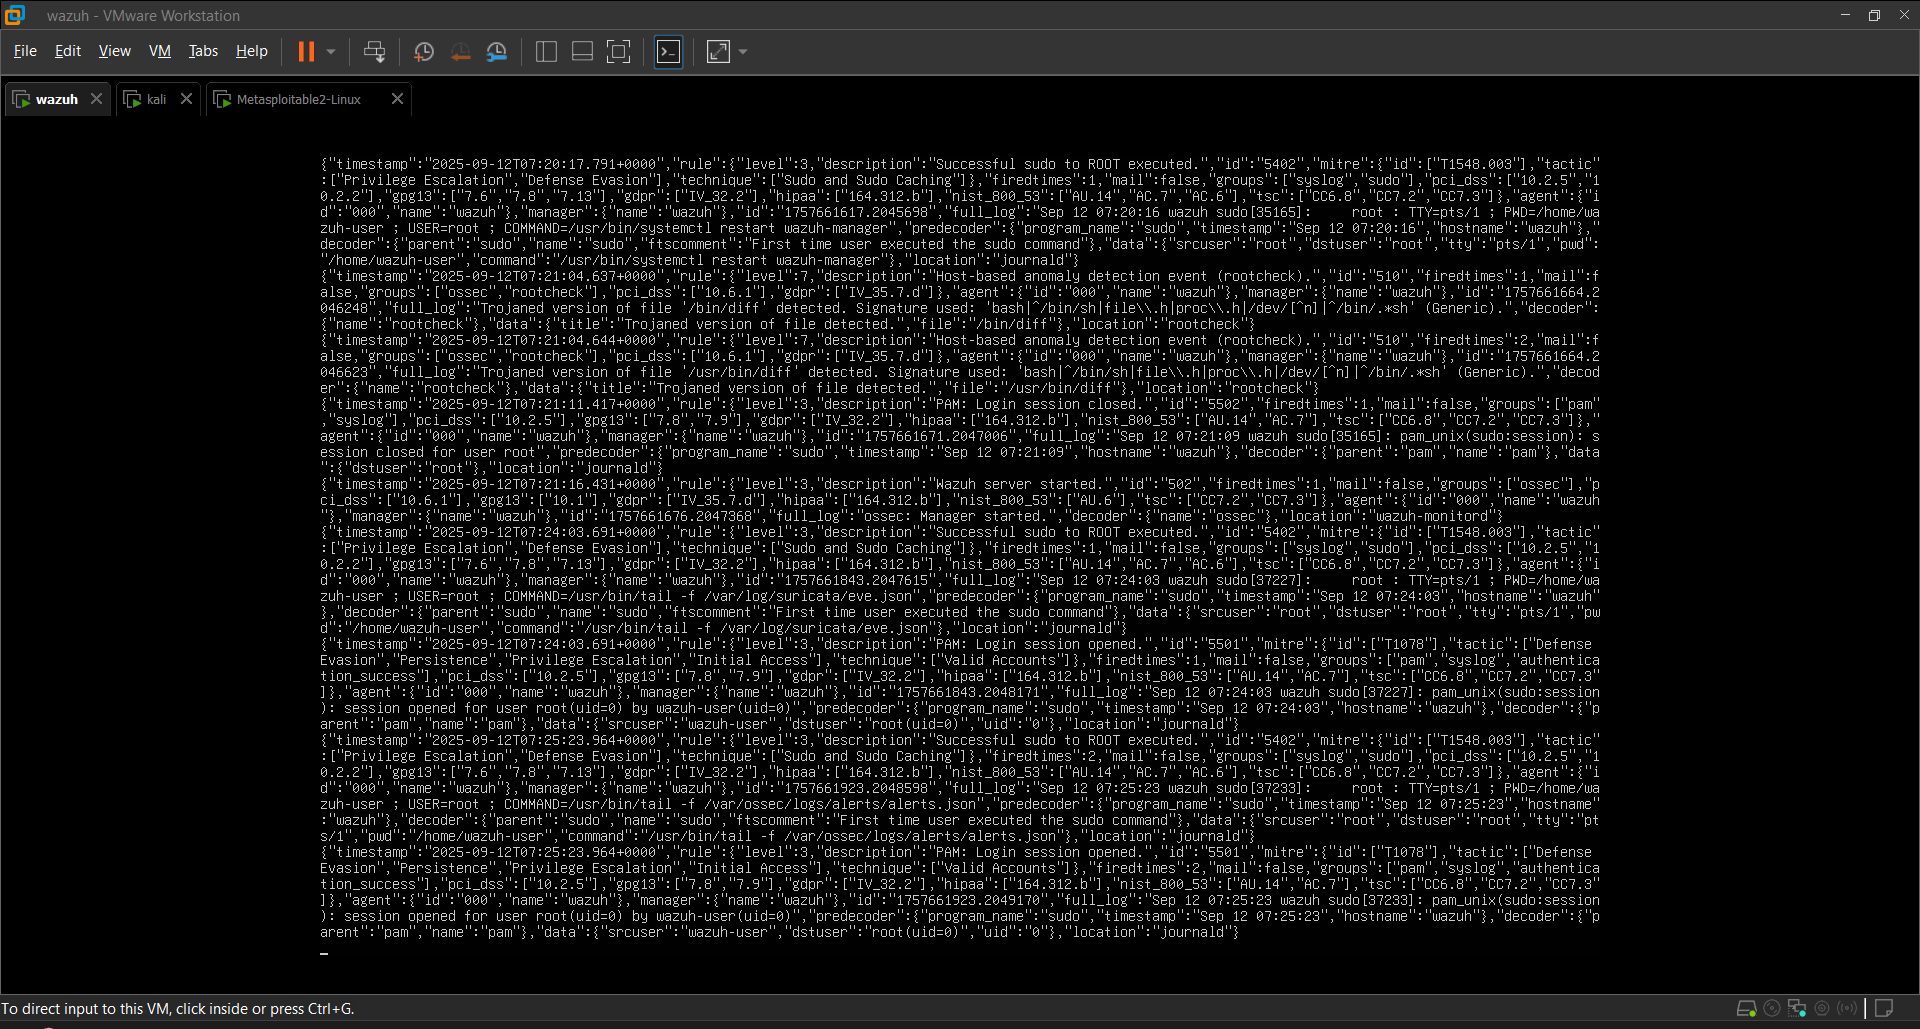 wazuh - VMware Workstation
File Edit View VM Tabs Help
wazuh kali Metasploitable2-Linux
{"timestamp":"2025-09-12T07:20:17.791+0000","rule":{"level":3,"description":"Successful sudo to ROOT executed.","id":"5402","mitre":{"id":["T1548.003"],"tactic"
:["Privilege Escalation","Defense Evasion"],"technique":["Sudo and Sudo Caching"]},"firedtimes":1,"mail":false,"groups":["syslog","sudo"],"pci_dss":["10.2.5","1
0.2.2"],"gpg13":["7.6","7.8","7.13"],"gdpr":["IV_32.2"],"hipaa":["164.312.b"],"nist_800_53":["AU.14","AC.7","AC.6"],"tsc":["CC6.8","CC7.2","CC7.3"]},"agent":{"i
d":"000","name":"wazuh"},"manager":{"name":"wazuh"},"id":"1757661617.2045698","full_log":"Sep 12 07:20:16 wazuh sudo[35165]:     root : TTY=pts/1 ; PWD=/home/wa
zuh-user ; USER=root ; COMMAND=/usr/bin/systemctl restart wazuh-manager","predecoder":{"program_name":"sudo","timestamp":"Sep 12 07:20:16","hostname":"wazuh"},"
decoder":{"parent":"sudo","name":"sudo","ftscomment":"First time user executed the sudo command"},"data":{"srcuser":"root","dstuser":"root","tty":"pts/1","pwd":
"/home/wazuh-user","command":"/usr/bin/systemctl restart wazuh-manager"},"location":"journald"}
{"timestamp":"2025-09-12T07:21:04.637+0000","rule":{"level":7,"description":"Host-based anomaly detection event (rootcheck).","id":"510","firedtimes":1,"mail":f
alse,"groups":["ossec","rootcheck"],"pci_dss":["10.6.1"],"gdpr":["IV_35.7.d"]},"agent":{"id":"000","name":"wazuh"},"manager":{"name":"wazuh"},"id":"1757661664.2
046248","full_log":"Trojaned version of file '/bin/diff' detected. Signature used: 'bash|^/bin/sh|file\\.h|proc\\.h|/dev/[^n]|^/bin/.*sh' (Generic).","decoder":
{"name":"rootcheck"},"data":{"title":"Trojaned version of file detected.","file":"/bin/diff"},"location":"rootcheck"}
{"timestamp":"2025-09-12T07:21:04.644+0000","rule":{"level":7,"description":"Host-based anomaly detection event (rootcheck).","id":"510","firedtimes":2,"mail":f
alse,"groups":["ossec","rootcheck"],"pci_dss":["10.6.1"],"gdpr":["IV_35.7.d"]},"agent":{"id":"000","name":"wazuh"},"manager":{"name":"wazuh"},"id":"1757661664.2
046623","full_log":"Trojaned version of file '/usr/bin/diff' detected. Signature used: 'bash|^/bin/sh|file\\.h|proc\\.h|/dev/[^n]|^/bin/.*sh' (Generic).","decod
er":{"name":"rootcheck"},"data":{"title":"Trojaned version of file detected.","file":"/usr/bin/diff"},"location":"rootcheck"}
{"timestamp":"2025-09-12T07:21:11.417+0000","rule":{"level":3,"description":"PAM: Login session closed.","id":"5502","firedtimes":1,"mail":false,"groups":["pam"
,"syslog"],"pci_dss":["10.2.5"],"gpg13":["7.8","7.9"],"gdpr":["IV_32.2"],"hipaa":["164.312.b"],"nist_800_53":["AU.14","AC.7"],"tsc":["CC6.8","CC7.2","CC7.3"]},"
agent":{"id":"000","name":"wazuh"},"manager":{"name":"wazuh"},"id":"1757661671.2047006","full_log":"Sep 12 07:21:09 wazuh sudo[35165]: pam_unix(sudo:session): s
ession closed for user root","predecoder":{"program_name":"sudo","timestamp":"Sep 12 07:21:09","hostname":"wazuh"},"decoder":{"parent":"pam","name":"pam"},"data
":{"dstuser":"root"},"location":"journald"}
{"timestamp":"2025-09-12T07:21:16.431+0000","rule":{"level":3,"description":"Wazuh server started.","id":"502","firedtimes":1,"mail":false,"groups":["ossec"],"p
ci_dss":["10.6.1"],"gpg13":["10.1"],"gdpr":["IV_35.7.d"],"hipaa":["164.312.b"],"nist_800_53":["AU.6"],"tsc":["CC7.2","CC7.3"]},"agent":{"id":"000","name":"wazuh
"},"manager":{"name":"wazuh"},"id":"1757661676.2047368","full_log":"ossec: Manager started.","decoder":{"name":"ossec"},"location":"wazuh-monitord"}
{"timestamp":"2025-09-12T07:24:03.691+0000","rule":{"level":3,"description":"Successful sudo to ROOT executed.","id":"5402","mitre":{"id":["T1548.003"],"tactic"
:["Privilege Escalation","Defense Evasion"],"technique":["Sudo and Sudo Caching"]},"firedtimes":1,"mail":false,"groups":["syslog","sudo"],"pci_dss":["10.2.5","1
0.2.2"],"gpg13":["7.6","7.8","7.13"],"gdpr":["IV_32.2"],"hipaa":["164.312.b"],"nist_800_53":["AU.14","AC.7","AC.6"],"tsc":["CC6.8","CC7.2","CC7.3"]},"agent":{"i
d":"000","name":"wazuh"},"manager":{"name":"wazuh"},"id":"1757661843.2047615","full_log":"Sep 12 07:24:03 wazuh sudo[37227]:     root : TTY=pts/1 ; PWD=/home/wa
zuh-user ; USER=root ; COMMAND=/usr/bin/tail -f /var/log/suricata/eve.json","predecoder":{"program_name":"sudo","timestamp":"Sep 12 07:24:03","hostname":"wazuh"
},"decoder":{"parent":"sudo","name":"sudo","ftscomment":"First time user executed the sudo command"},"data":{"srcuser":"root","dstuser":"root","tty":"pts/1","pw
d":"/home/wazuh-user","command":"/usr/bin/tail -f /var/log/suricata/eve.json"},"location":"journald"}
{"timestamp":"2025-09-12T07:24:03.691+0000","rule":{"level":3,"description":"PAM: Login session opened.","id":"5501","mitre":{"id":["T1078"],"tactic":["Defense 
Evasion","Persistence","Privilege Escalation","Initial Access"],"technique":["Valid Accounts"]},"firedtimes":1,"mail":false,"groups":["pam","syslog","authentica
tion_success"],"pci_dss":["10.2.5"],"gpg13":["7.8","7.9"],"gdpr":["IV_32.2"],"hipaa":["164.312.b"],"nist_800_53":["AU.14","AC.7"],"tsc":["CC6.8","CC7.2","CC7.3"
]},"agent":{"id":"000","name":"wazuh"},"manager":{"name":"wazuh"},"id":"1757661843.2048171","full_log":"Sep 12 07:24:03 wazuh sudo[37227]: pam_unix(sudo:session
): session opened for user root(uid=0) by wazuh-user(uid=0)","predecoder":{"program_name":"sudo","timestamp":"Sep 12 07:24:03","hostname":"wazuh"},"decoder":{"p
arent":"pam","name":"pam"},"data":{"srcuser":"wazuh-user","dstuser":"root(uid=0)","uid":"0"},"location":"journald"}
{"timestamp":"2025-09-12T07:25:23.964+0000","rule":{"level":3,"description":"Successful sudo to ROOT executed.","id":"5402","mitre":{"id":["T1548.003"],"tactic"
:["Privilege Escalation","Defense Evasion"],"technique":["Sudo and Sudo Caching"]},"firedtimes":2,"mail":false,"groups":["syslog","sudo"],"pci_dss":["10.2.5","1
0.2.2"],"gpg13":["7.6","7.8","7.13"],"gdpr":["IV_32.2"],"hipaa":["164.312.b"],"nist_800_53":["AU.14","AC.7","AC.6"],"tsc":["CC6.8","CC7.2","CC7.3"]},"agent":{"i
d":"000","name":"wazuh"},"manager":{"name":"wazuh"},"id":"1757661923.2048598","full_log":"Sep 12 07:25:23 wazuh sudo[37233]:     root : TTY=pts/1 ; PWD=/home/wa
zuh-user ; USER=root ; COMMAND=/usr/bin/tail -f /var/ossec/logs/alerts/alerts.json","predecoder":{"program_name":"sudo","timestamp":"Sep 12 07:25:23","hostname"
:"wazuh"},"decoder":{"parent":"sudo","name":"sudo","ftscomment":"First time user executed the sudo command"},"data":{"srcuser":"root","dstuser":"root","tty":"pt
s/1","pwd":"/home/wazuh-user","command":"/usr/bin/tail -f /var/ossec/logs/alerts/alerts.json"},"location":"journald"}
{"timestamp":"2025-09-12T07:25:23.964+0000","rule":{"level":3,"description":"PAM: Login session opened.","id":"5501","mitre":{"id":["T1078"],"tactic":["Defense 
Evasion","Persistence","Privilege Escalation","Initial Access"],"technique":["Valid Accounts"]},"firedtimes":2,"mail":false,"groups":["pam","syslog","authentica
tion_success"],"pci_dss":["10.2.5"],"gpg13":["7.8","7.9"],"gdpr":["IV_32.2"],"hipaa":["164.312.b"],"nist_800_53":["AU.14","AC.7"],"tsc":["CC6.8","CC7.2","CC7.3"
]},"agent":{"id":"000","name":"wazuh"},"manager":{"name":"wazuh"},"id":"1757661923.2049170","full_log":"Sep 12 07:25:23 wazuh sudo[37233]: pam_unix(sudo:session
): session opened for user root(uid=0) by wazuh-user(uid=0)","predecoder":{"program_name":"sudo","timestamp":"Sep 12 07:25:23","hostname":"wazuh"},"decoder":{"p
arent":"pam","name":"pam"},"data":{"srcuser":"wazuh-user","dstuser":"root(uid=0)","uid":"0"},"location":"journald"}
To direct input to this VM, click inside or press Ctrl+G.